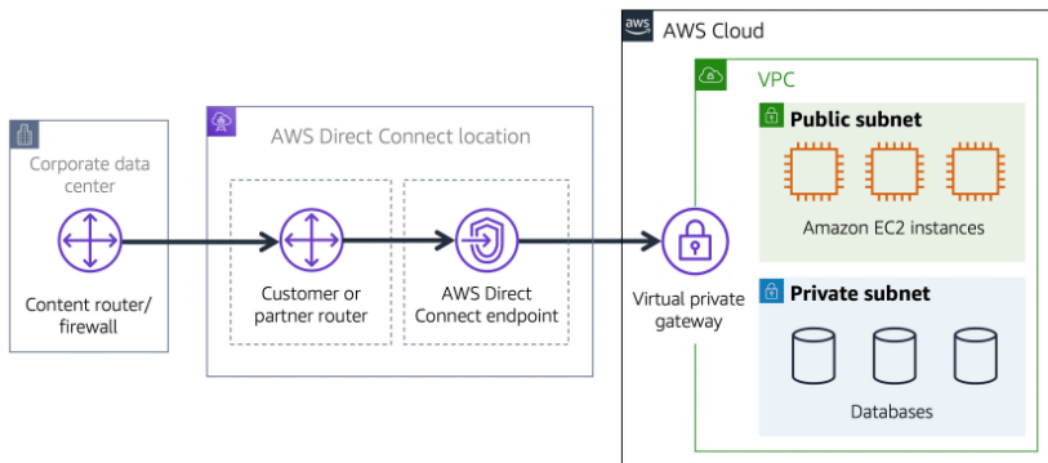 aws
AWS Cloud
VPC
Public subnet
Amazon EC2 instances
Private subnet
Databases
Virtual private
gateway
AWS Direct Connect location
Customer or
partner router
AWS Direct
Connect endpoint
Corporate data
center
Content router/
firewall